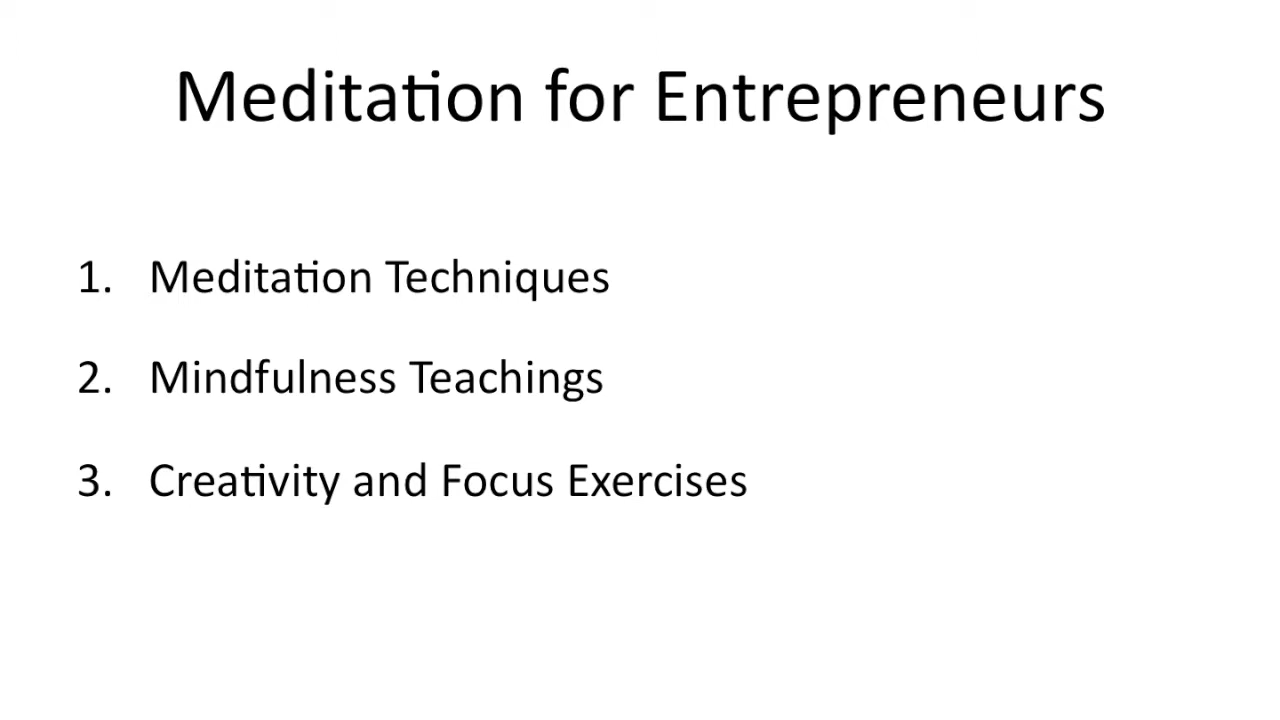 Meditation for Entrepreneurs
1. Meditation Techniques
2. Mindfulness Teachings
3. Creativity and Focus Exercises